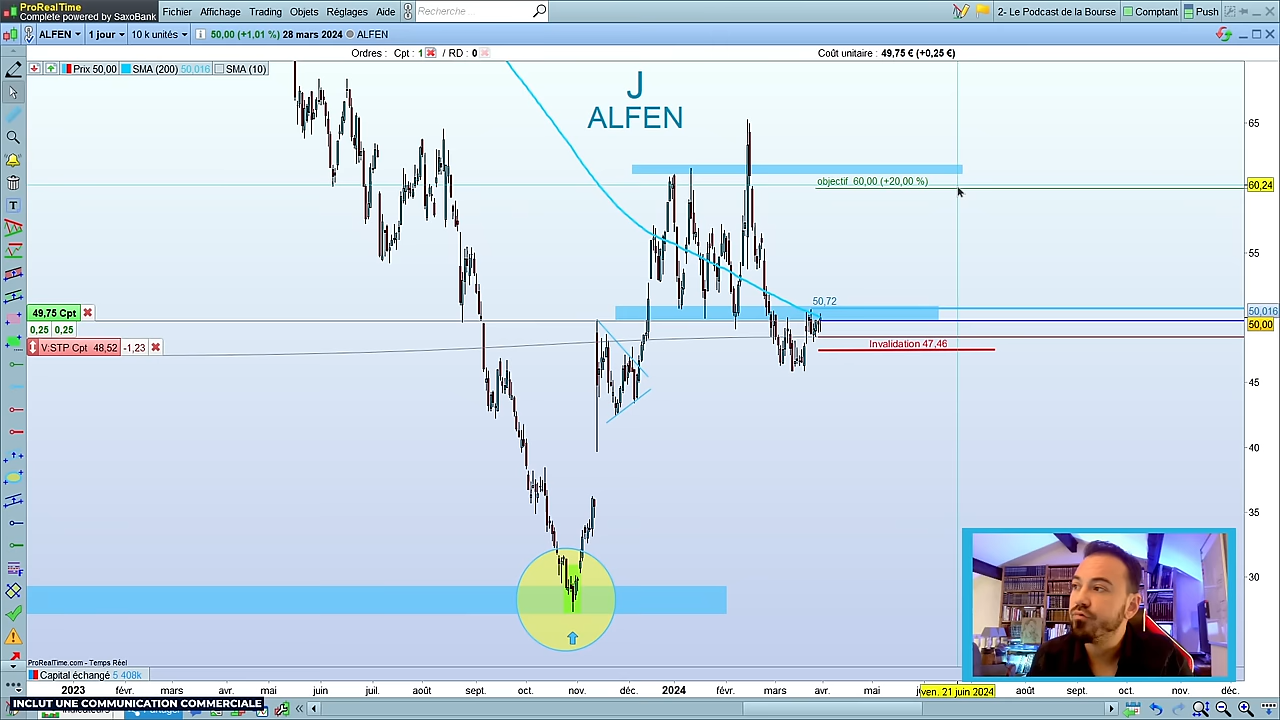 ProRealTime
Complete powered by SaxoBank
Fichier Affichage Trading Objets Réglages Aide
Recherche
2- Le Podcast de la Bourse
Comptant
Push
ALFEN
1 jour
10 k unités
50,00 (+1,01 %) 28 mars 2024
ALFEN
Ordres : Cpt : 1 / RD : 0
Coût unitaire : 49,75 € (+0,25 €)
Prix 50,00
SMA (200) 50,016
SMA (10)
J
ALFEN
65
objectif 60,00 (+20,00 %)
60,24
55
50,72
49,75 Cpt
50,016
50,00
0,25 0,25
V:STP Cpt 48,52 -1,23
Invalidation 47,46
45
40
35
30
ProRealTime.com - Temps Réel
Capital échangé 5 408k
2023 févr. mars avr. mai juin juil. août sept. oct. nov. déc. 2024 févr. mars avr. mai ven. 21 juin 2024 août sept. oct. nov. déc.
INCLUT UNE COMMUNICATION COMMERCIALE